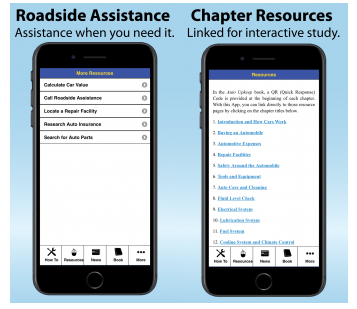 Roadside Assistance
Assistance when you need it.
More Resources
Calculate Car Value
Call Roadside Assistance
Locate a Repair Facility
Research Auto Insurance
Search for Auto Parts
How To
Resources
News
Book
More
Chapter Resources
Linked for interactive study.
Resources
In the Auto Upkeep book, a QR (Quick Response)
Code is provided at the beginning of each chapter.
With this App, you can link directly to those resource
pages by clicking on the chapter titles below.
1. Introduction and How Cars Work
2. Buying an Automobile
3. Automotive Expenses
4. Repair Facilities
5. Safety Around the Automobile
6. Tools and Equipment
7. Auto Care and Cleaning
8. Fluid Level Check
9. Electrical System
10. Lubrication System
11. Fuel System
12. Cooling System and Climate Control
How To
Resources
News
Book
More